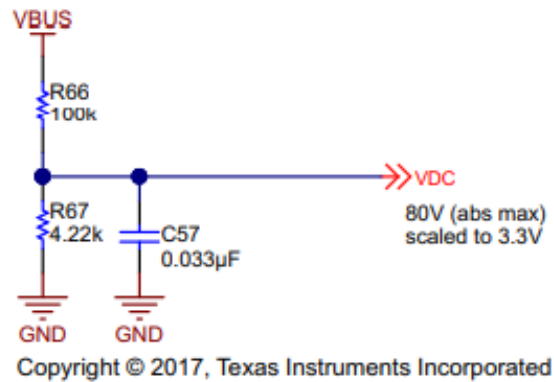 VBUS
R66
100k
VDC
R67
4.22k
C57
0.033µF
80V (abs max)
scaled to 3.3V
GND
GND
Copyright © 2017, Texas Instruments Incorporated